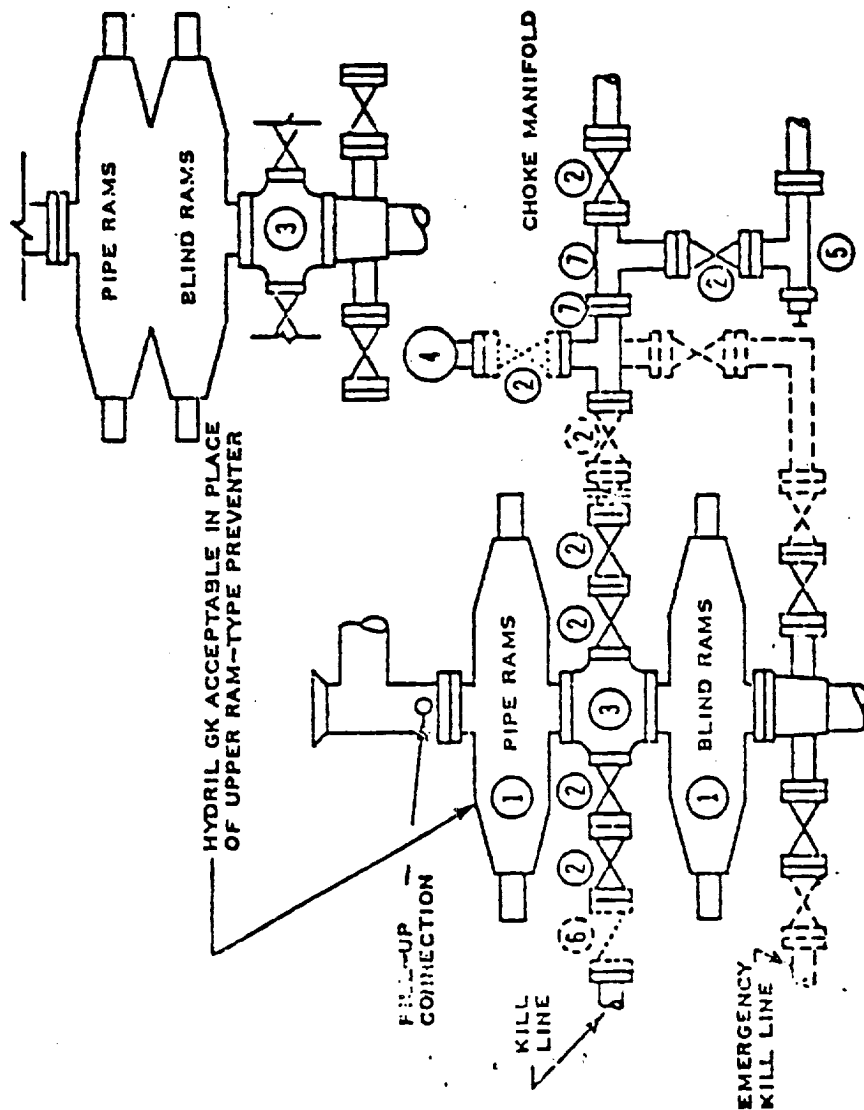 HYDRIL GK ACCEPTABLE IN PLACE
OF UPPER RAM-TYPE PREVENTER
PIPE RAMS
BLIND RAMS
3
FILL-UP
CONNECTION
KILL
LINE
EMERGENCY
KILL LINE
1
PIPE RAMS
6
2
2
3
2
2
2
4
2
7
7
2
CHOKE MANIFOLD
2
5
1
BLIND RAMS